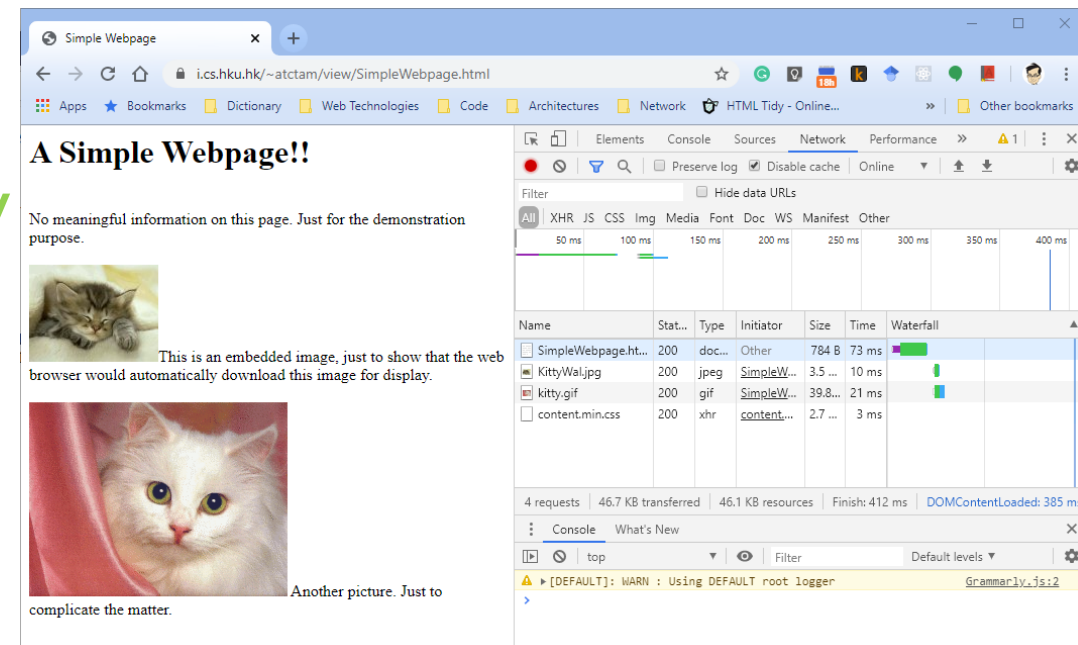 Simple Webpage
i.cs.hku.hk/~atctam/view/SimpleWebpage.html
18h
k
Apps Bookmarks Dictionary Web Technologies Code Architectures Network HTML Tidy - Online... » Other bookmarks
A Simple Webpage!!
No meaningful information on this page. Just for the demonstration
purpose.
This is an embedded image, just to show that the web
browser would automatically download this image for display.
Another picture. Just to
complicate the matter.
Elements Console Sources Network Performance » 1
Preserve log Disable cache Online
Filter Hide data URLs
All XHR JS CSS Img Media Font Doc WS Manifest Other
50 ms 100 ms 150 ms 200 ms 250 ms 300 ms 350 ms 400 ms
Name Stat... Type Initiator Size Time Waterfall
SimpleWebpage.ht... 200 doc... Other 784 B 73 ms
KittyWal.jpg 200 jpeg SimpleW... 3.5 ... 10 ms
kitty.gif 200 gif SimpleW... 39.8... 21 ms
content.min.css 200 xhr content.... 2.7 ... 3 ms
4 requests 46.7 KB transferred 46.1 KB resources Finish: 412 ms DOMContentLoaded: 385 m
Console What's New
top Filter Default levels
[DEFAULT]: WARN : Using DEFAULT root logger Grammarly.js:2